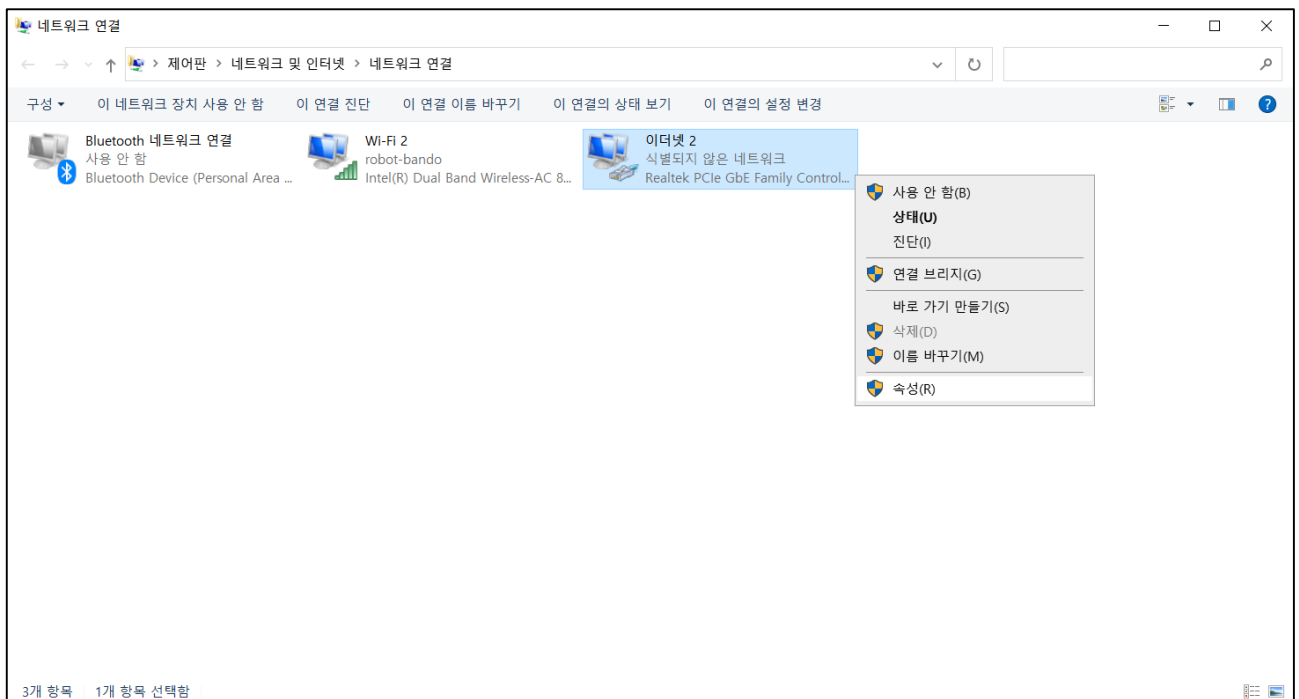 네트워크 연결
제어판 > 네트워크 및 인터넷 > 네트워크 연결
구성 이 네트워크 장치 사용 안 함 이 연결 진단 이 연결 이름 바꾸기 이 연결의 상태 보기 이 연결의 설정 변경
Bluetooth 네트워크 연결
사용 안 함
Bluetooth Device (Personal Area ...
Wi-Fi 2
robot-bando
Intel(R) Dual Band Wireless-AC 8...
이더넷 2
식별되지 않은 네트워크
Realtek PCIe GbE Family Control...
사용 안 함(B)
상태(U)
진단(I)
연결 브리지(G)
바로 가기 만들기(S)
삭제(D)
이름 바꾸기(M)
속성(R)
3개 항목 1개 항목 선택함